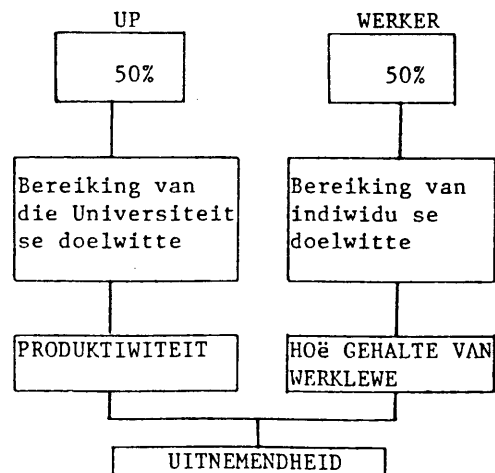 UP
50%
Bereiking van
die Universiteit
se doelwitte
PRODUKTIWITEIT
WERKER
50%
Bereiking van
indiwidu se
doelwitte
HOë GEHALTE VAN
WERKLEWE
UITNEMENDHEID